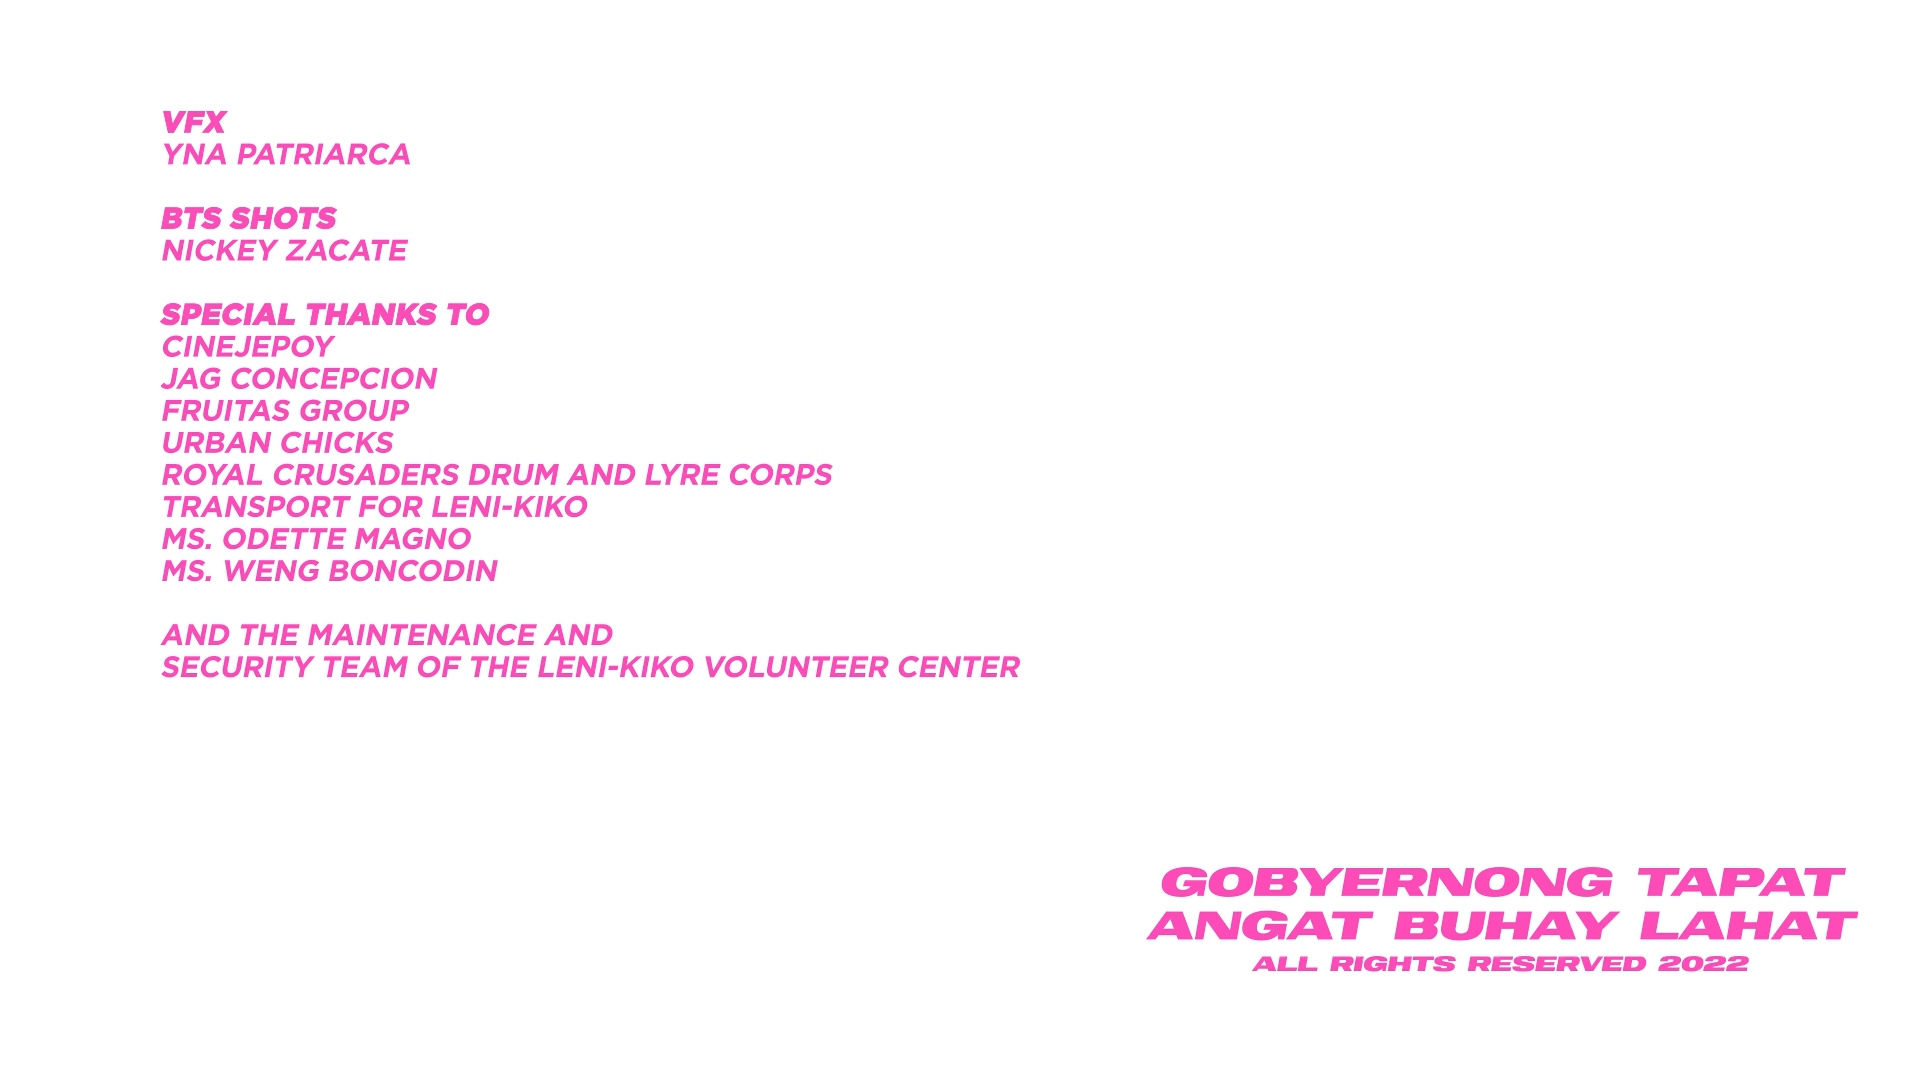 VFX
YNA PATRIARCA
BTS SHOTS
NICKEY ZACATE
SPECIAL THANKS TO
CINEJEPOY
JAG CONCEPCION
FRUITAS GROUP
URBAN CHICKS
ROYAL CRUSADERS DRUM AND LYRE CORPS
TRANSPORT FOR LENI-KIKO
MS. ODETTE MAGNO
MS. WENG BONCODIN
AND THE MAINTENANCE AND
SECURITY TEAM OF THE LENI-KIKO VOLUNTEER CENTER
GOBYERNONG TAPAT
ANGAT BUHAY LAHAT
ALL RIGHTS RESERVED 2022